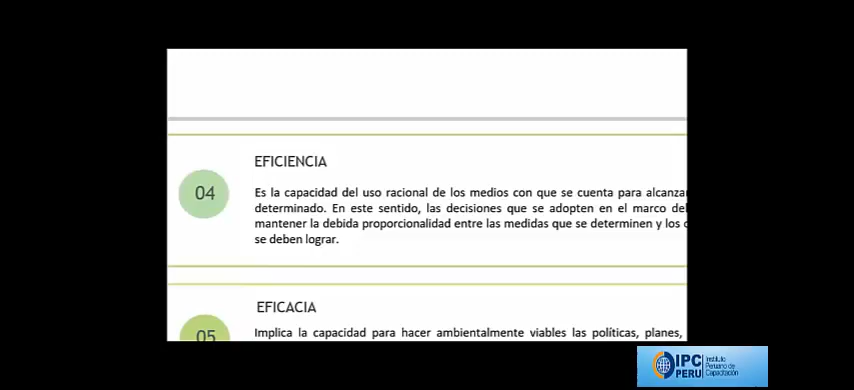 EFICIENCIA
04
Es la capacidad del uso racional de los medios con que se cuenta para alcanzar
determinado. En este sentido, las decisiones que se adopten en el marco del
mantener la debida proporcionalidad entre las medidas que se determinen y los
se deben lograr.
EFICACIA
05
Implica la capacidad para hacer ambientalmente viables las políticas, planes,
IPC PERU
Instituto
Peruano de
Capacitación